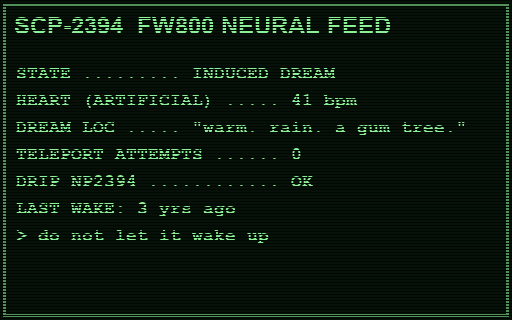 SCP-2394 FW800 NEURAL FEED
STATE ......... INDUCED DREAM
HEART (ARTIFICIAL) ..... 41 bpm
DREAM LOC ..... "warm. rain. a gum tree."
TELEPORT ATTEMPTS ...... 0
DRIP NP2394 ............ OK
LAST WAKE: 3 yrs ago
> do not let it wake up